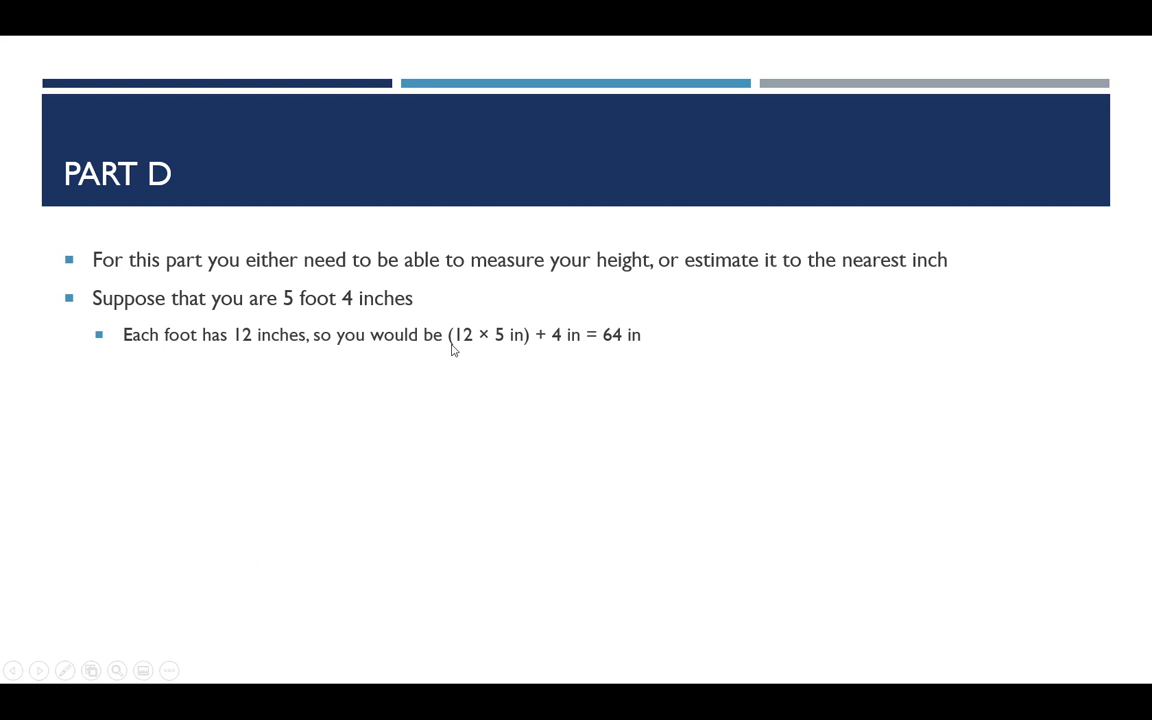 PART D
For this part you either need to be able to measure your height, or estimate it to the nearest inch
Suppose that you are 5 foot 4 inches
Each foot has 12 inches, so you would be (12 × 5 in) + 4 in = 64 in